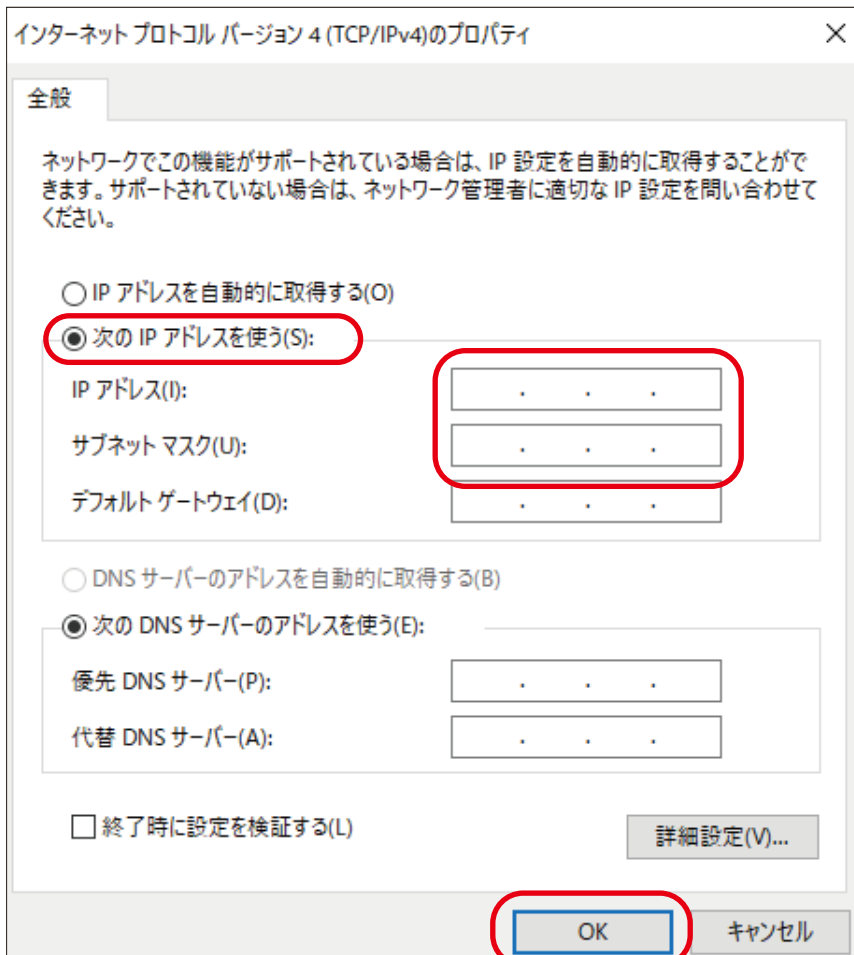 インターネット プロトコル バージョン 4 (TCP/IPv4)のプロパティ
全般
ネットワークでこの機能がサポートされている場合は、IP 設定を自動的に取得することがで
きます。サポートされていない場合は、ネットワーク管理者に適切な IP 設定を問い合わせて
ください。
IP アドレスを自動的に取得する(O)
次の IP アドレスを使う(S):
IP アドレス(I): . . .
サブネット マスク(U): . . .
デフォルト ゲートウェイ(D): . . .
DNS サーバーのアドレスを自動的に取得する(B)
次の DNS サーバーのアドレスを使う(E):
優先 DNS サーバー(P): . . .
代替 DNS サーバー(A): . . .
終了時に設定を検証する(L)
詳細設定(V)...
OK キャンセル